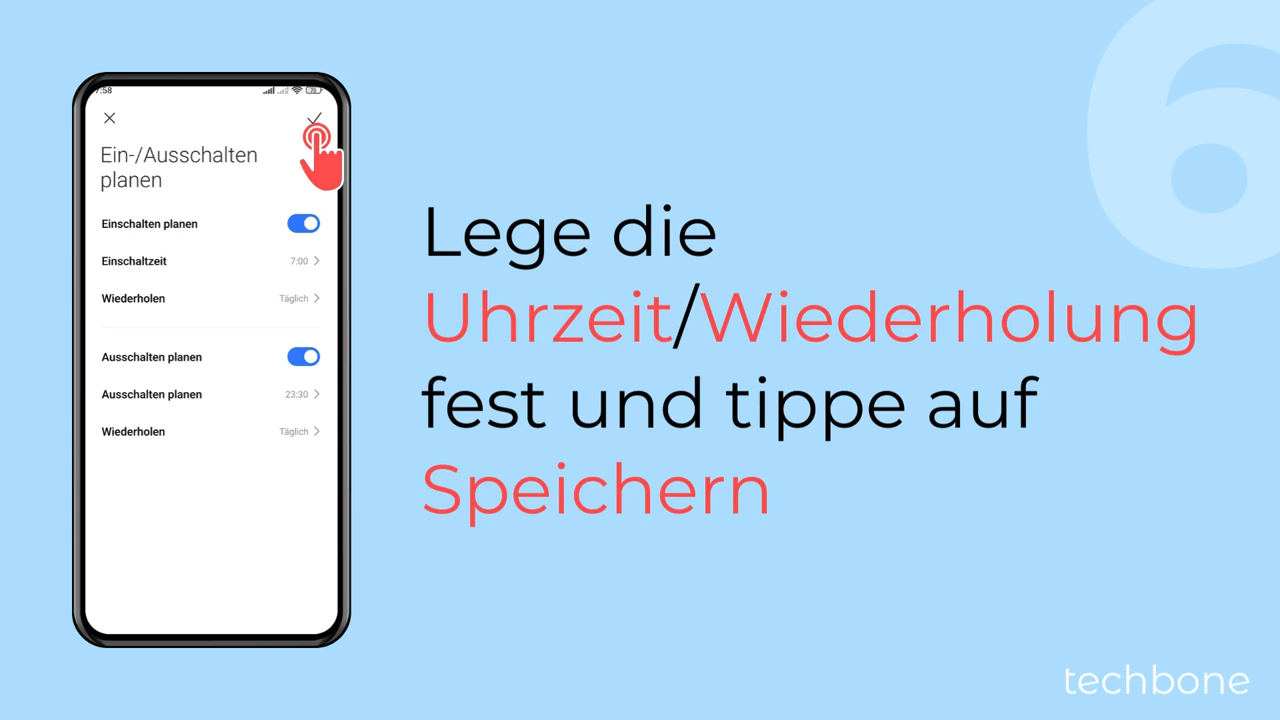 6
7:58
Ein-/Ausschalten
planen
Einschalten planen
Einschaltzeit 7:00
Wiederholen Täglich
Ausschalten planen
Ausschalten planen 23:30
Wiederholen Täglich
Lege die
Uhrzeit/Wiederholung
fest und tippe auf
Speichern
techbone